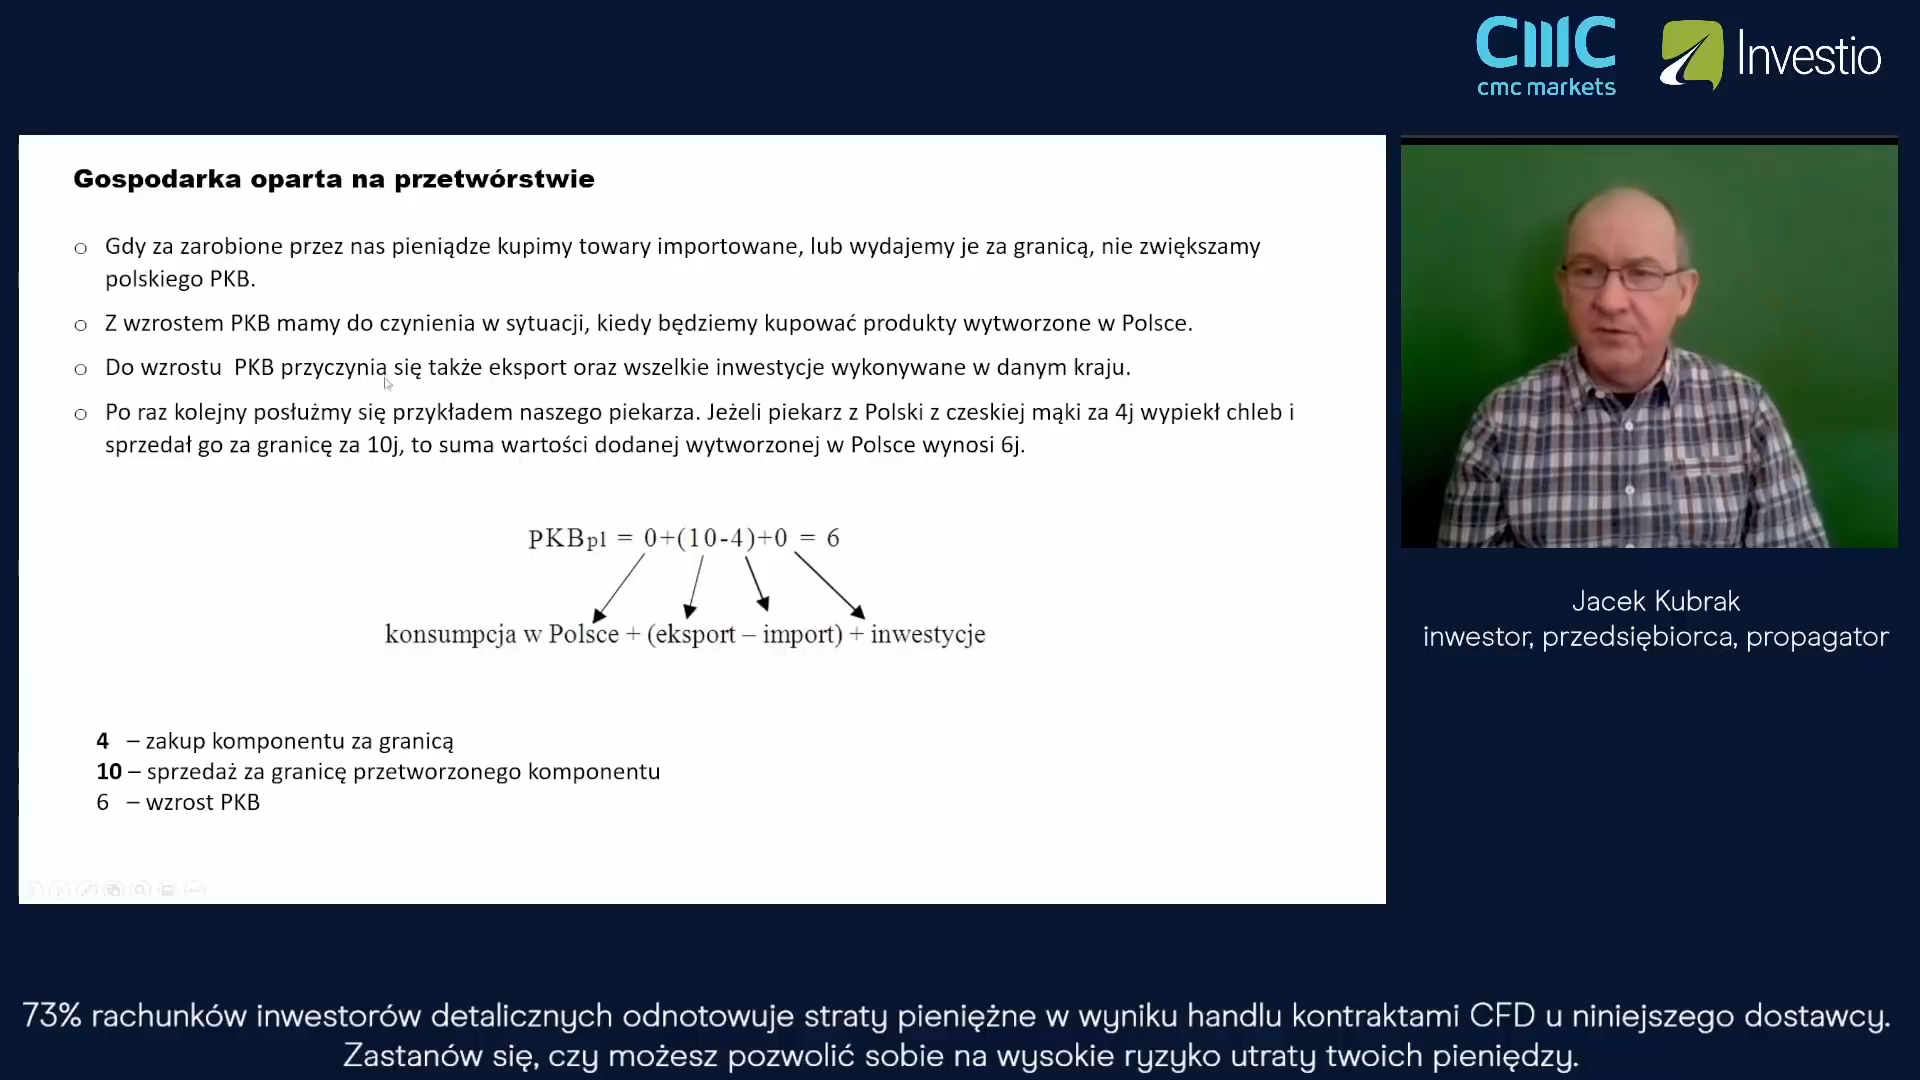 CMC
cmc markets
Investio
Gospodarka oparta na przetwórstwie
Gdy za zarobione przez nas pieniądze kupimy towary importowane, lub wydajemy je za granicą, nie zwiększamy
polskiego PKB.
Z wzrostem PKB mamy do czynienia w sytuacji, kiedy będziemy kupować produkty wytworzone w Polsce.
Do wzrostu  PKB przyczynia się także eksport oraz wszelkie inwestycje wykonywane w danym kraju.
Po raz kolejny posłużmy się przykładem naszego piekarza. Jeżeli piekarz z Polski z czeskiej mąki za 4j wypiekł chleb i
sprzedał go za granicę za 10j, to suma wartości dodanej wytworzonej w Polsce wynosi 6j.
PKBpl = 0+(10-4)+0 = 6
konsumpcja w Polsce + (eksport – import) + inwestycje
4 – zakup komponentu za granicą
10 – sprzedaż za granicę przetworzonego komponentu
6 – wzrost PKB
Jacek Kubrak
inwestor, przedsiębiorca, propagator
73% rachunków inwestorów detalicznych odnotowuje straty pieniężne w wyniku handlu kontraktami CFD u niniejszego dostawcy.
Zastanów się, czy możesz pozwolić sobie na wysokie ryzyko utraty twoich pieniędzy.